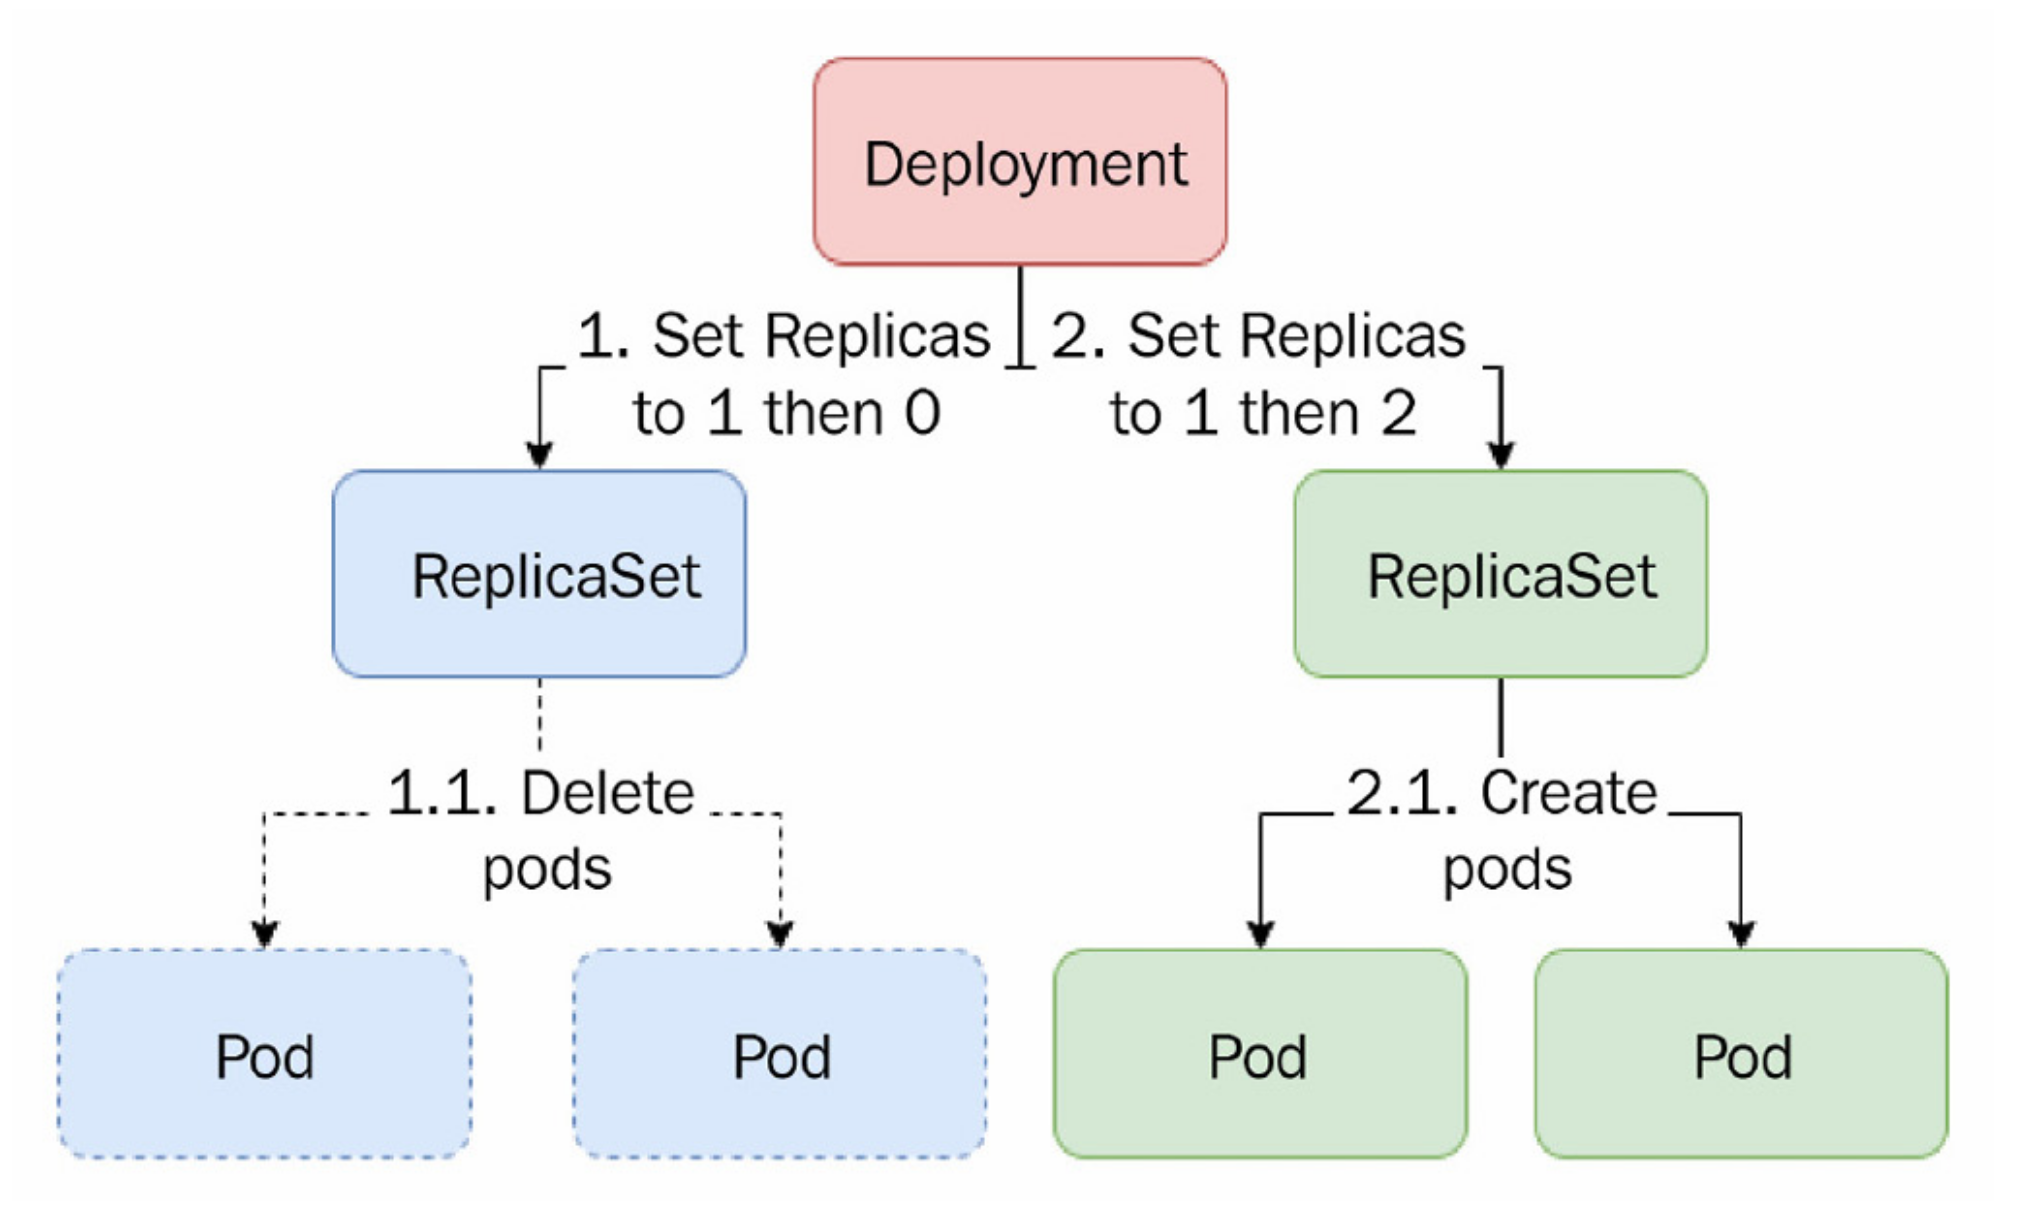 Deployment
1. Set Replicas
to 1 then 0
2. Set Replicas
to 1 then 2
ReplicaSet
ReplicaSet
1.1. Delete
pods
2.1. Create
pods
Pod
Pod
Pod
Pod